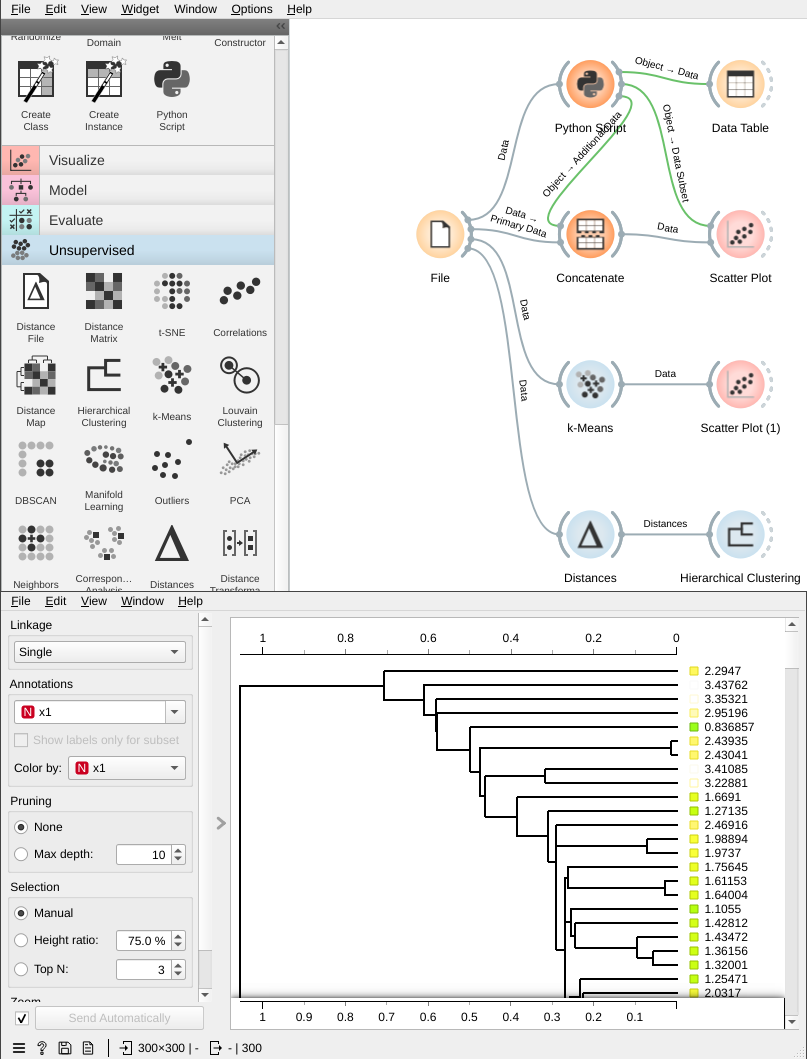 File Edit View Widget Window Options Help
Randomize Domain Melt Constructor
Create Class
Create Instance
Python Script
Visualize
Model
Evaluate
Unsupervised
Distance File
Distance Matrix
t-SNE
Correlations
Distance Map
Hierarchical Clustering
k-Means
Louvain Clustering
DBSCAN
Manifold Learning
Outliers
PCA
Neighbors
Correspon… Analysis
Distances
Distance Transforma…
Object → Data
Python Script
Data Table
Data
Object → Additional Data
Object → Data Subset
Data →
Primary Data
Data
File
Concatenate
Scatter Plot
Data
Data
Data
k-Means
Scatter Plot (1)
Distances
Distances
Hierarchical Clustering
File Edit View Window Help
Linkage
Single
Annotations
N x1
Show labels only for subset
Color by: N x1
Pruning
None
Max depth: 10
Selection
Manual
Height ratio: 75.0 %
Top N: 3
Zoom
Send Automatically
300×300 | - - | 300
1 0.8 0.6 0.4 0.2 0
2.2947
3.43762
3.35321
2.95196
0.836857
2.43935
2.43041
3.41085
3.22881
1.6691
1.27135
2.46916
1.98894
1.9737
1.75645
1.61153
1.64004
1.1055
1.42812
1.43472
1.36156
1.32001
1.25471
2.0317
1 0.9 0.8 0.7 0.6 0.5 0.4 0.3 0.2 0.1